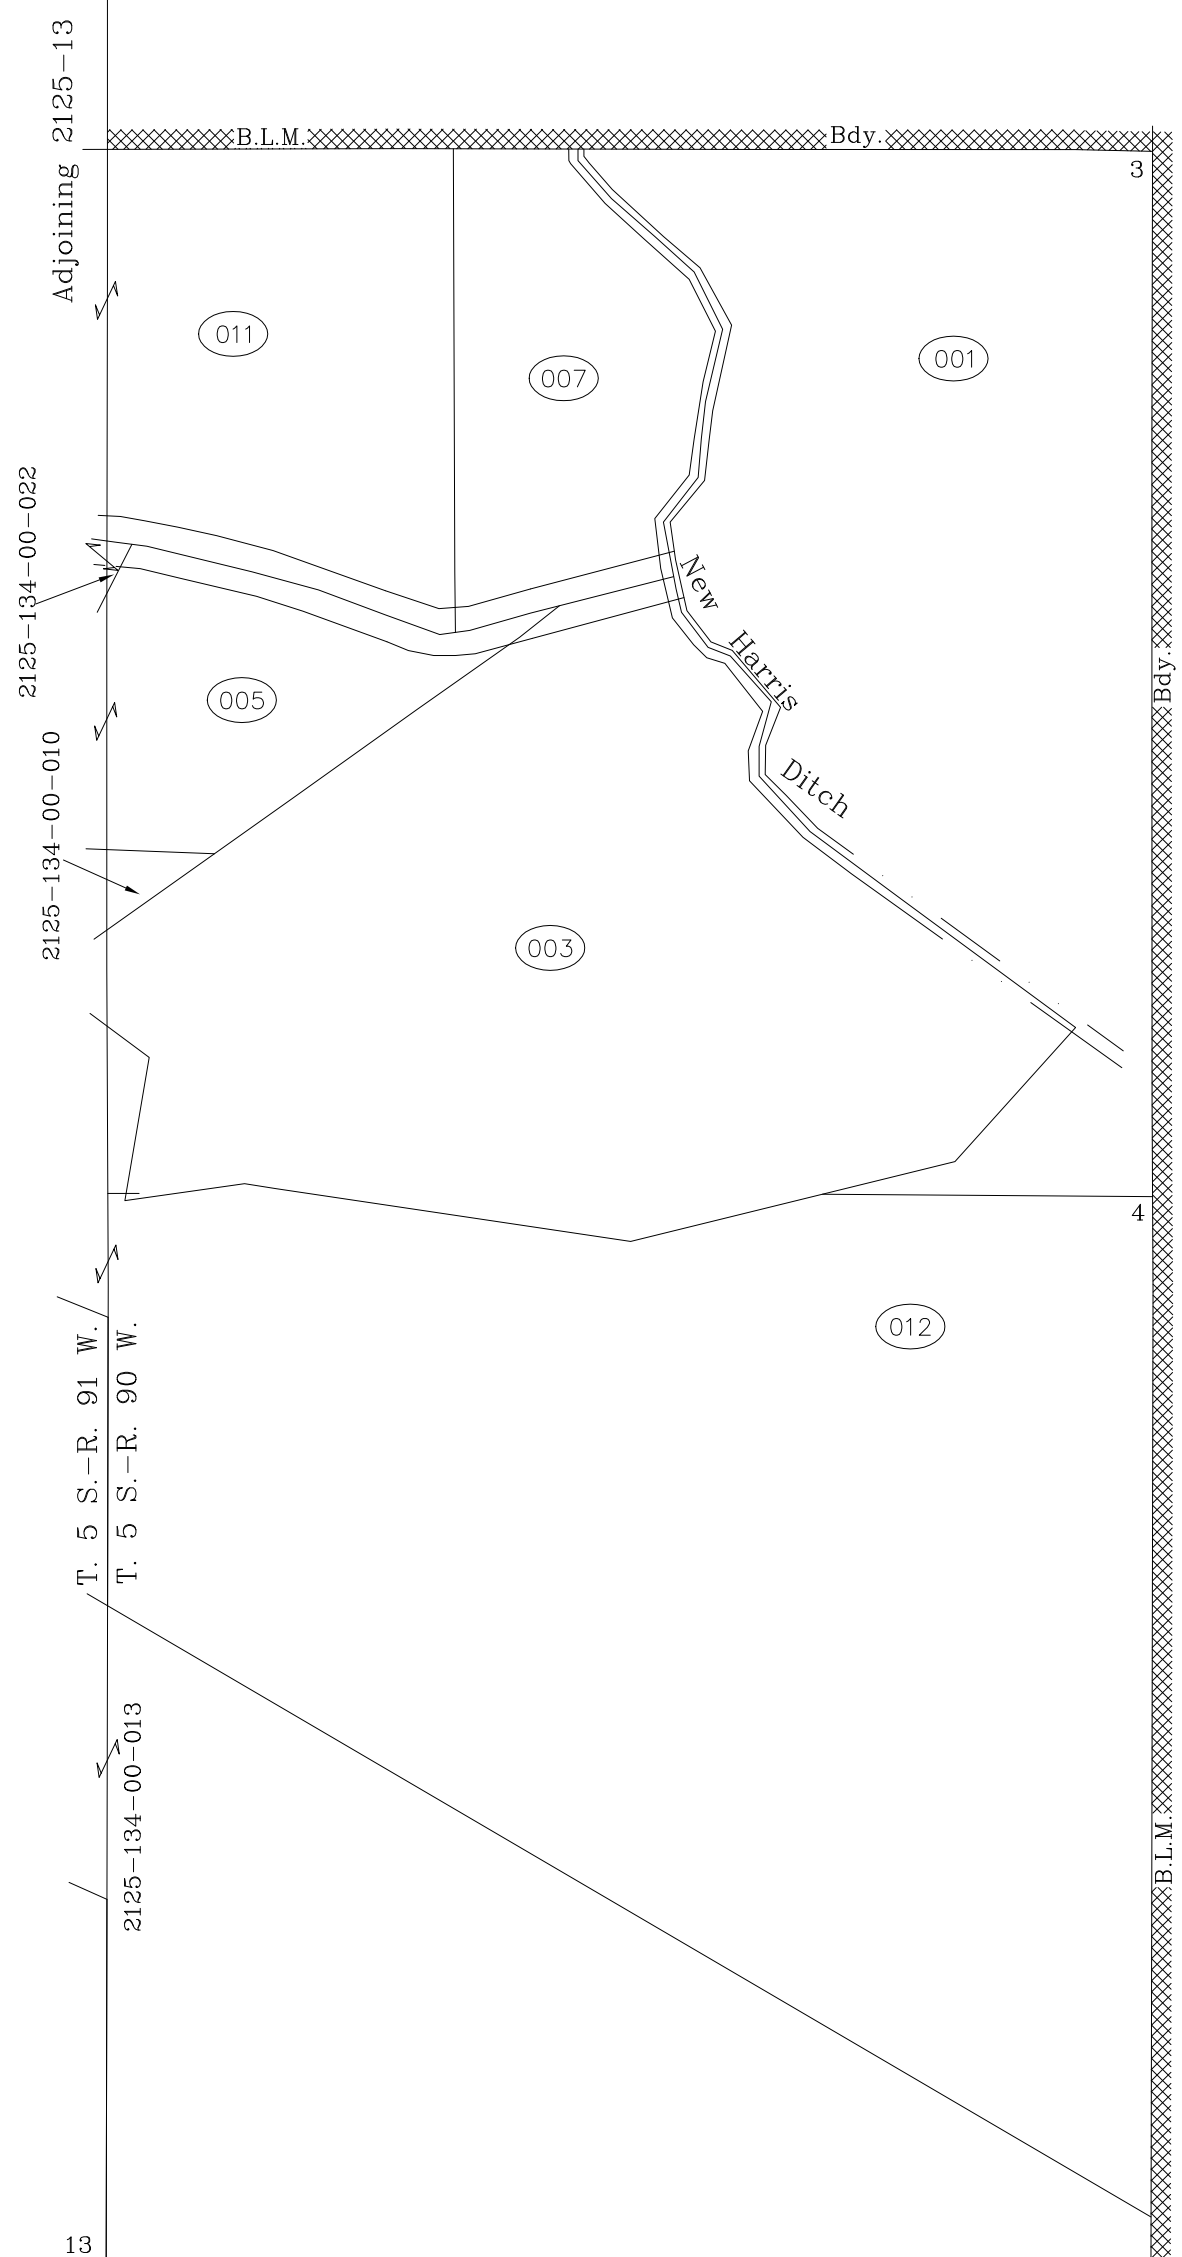 Adjoining 2125-13
B.L.M.
Bdy.
3
011
007
001
2125-134-00-022
New Harris Ditch
Bdy.
005
2125-134-00-010
003
4
012
T. 5 S.-R. 91 W.
T. 5 S.-R. 90 W.
2125-134-00-013
B.L.M.
13